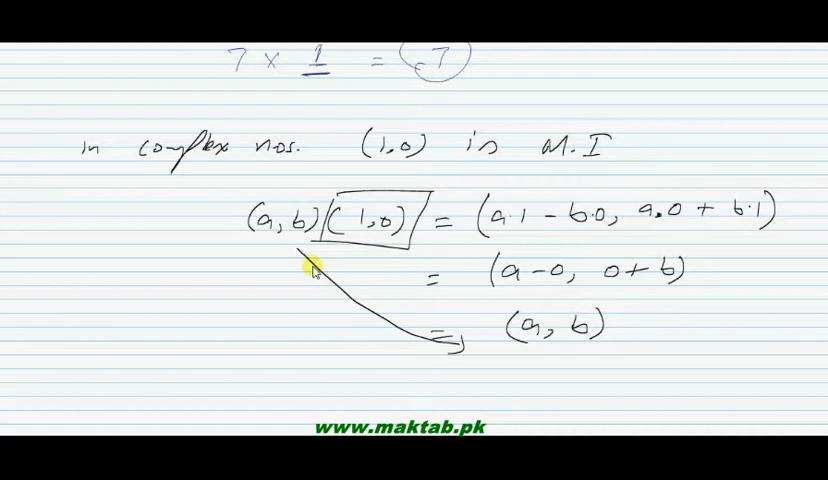 7 × 1 = 7
in complex nos. (1,0) is M.I
(a, b) (1,0) = (a·1 - b·0, a·0 + b·1)
= (a-0, 0+b)
= (a, b)
www.maktab.pk